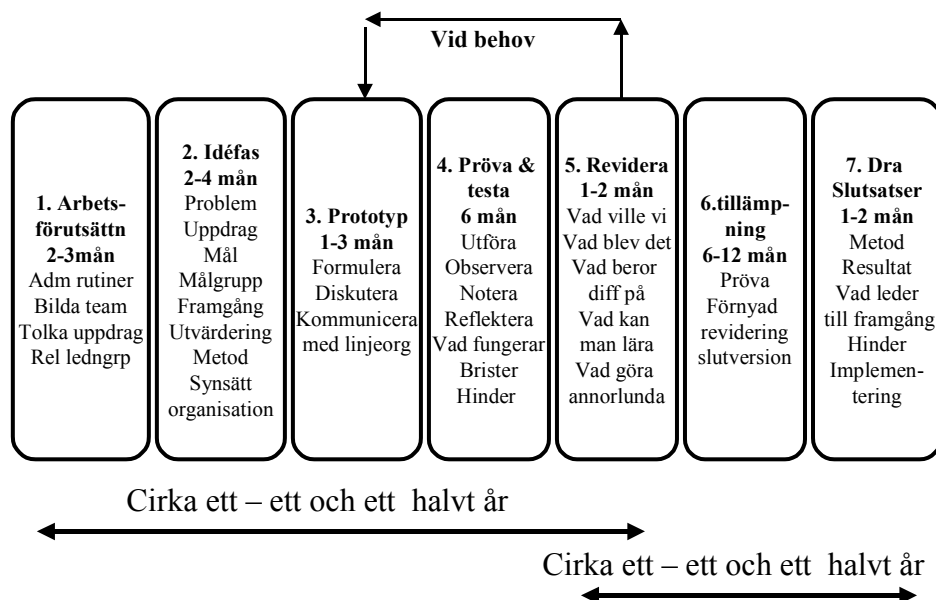 Vid behov
1. Arbets-
förutsättn
2-3mån
Adm rutiner
Bilda team
Tolka uppdrag
Rel ledngrp
2. Idéfas
2-4 mån
Problem
Uppdrag
Mål
Målgrupp
Framgång
Utvärdering
Metod
Synsätt
organisation
3. Prototyp
1-3 mån
Formulera
Diskutera
Kommunicera
med linjeorg
4. Pröva &
testa
6 mån
Utföra
Observera
Notera
Reflektera
Vad fungerar
Brister
Hinder
5. Revidera
1-2 mån
Vad ville vi
Vad blev det
Vad beror
diff på
Vad kan
man lära
Vad göra
annorlunda
6.tillämp-
ning
6-12 mån
Pröva
Förnyad
revidering
slutversion
7. Dra
Slutsatser
1-2 mån
Metod
Resultat
Vad leder
till framgång
Hinder
Implemen-
tering
Cirka ett – ett och ett halvt år
Cirka ett – ett och ett halvt år